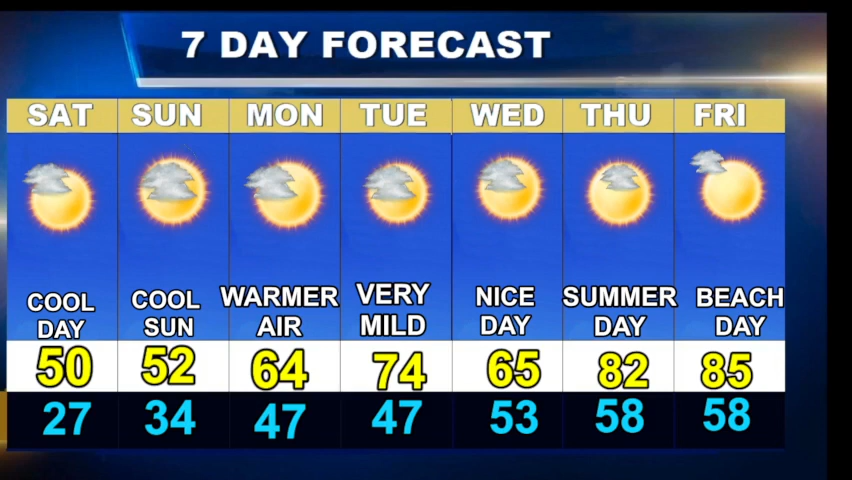 7 DAY FORECAST
SAT SUN MON TUE WED THU FRI
COOL DAY
COOL SUN
WARMER AIR
VERY MILD
NICE DAY
SUMMER DAY
BEACH DAY
50 52 64 74 65 82 85
27 34 47 47 53 58 58